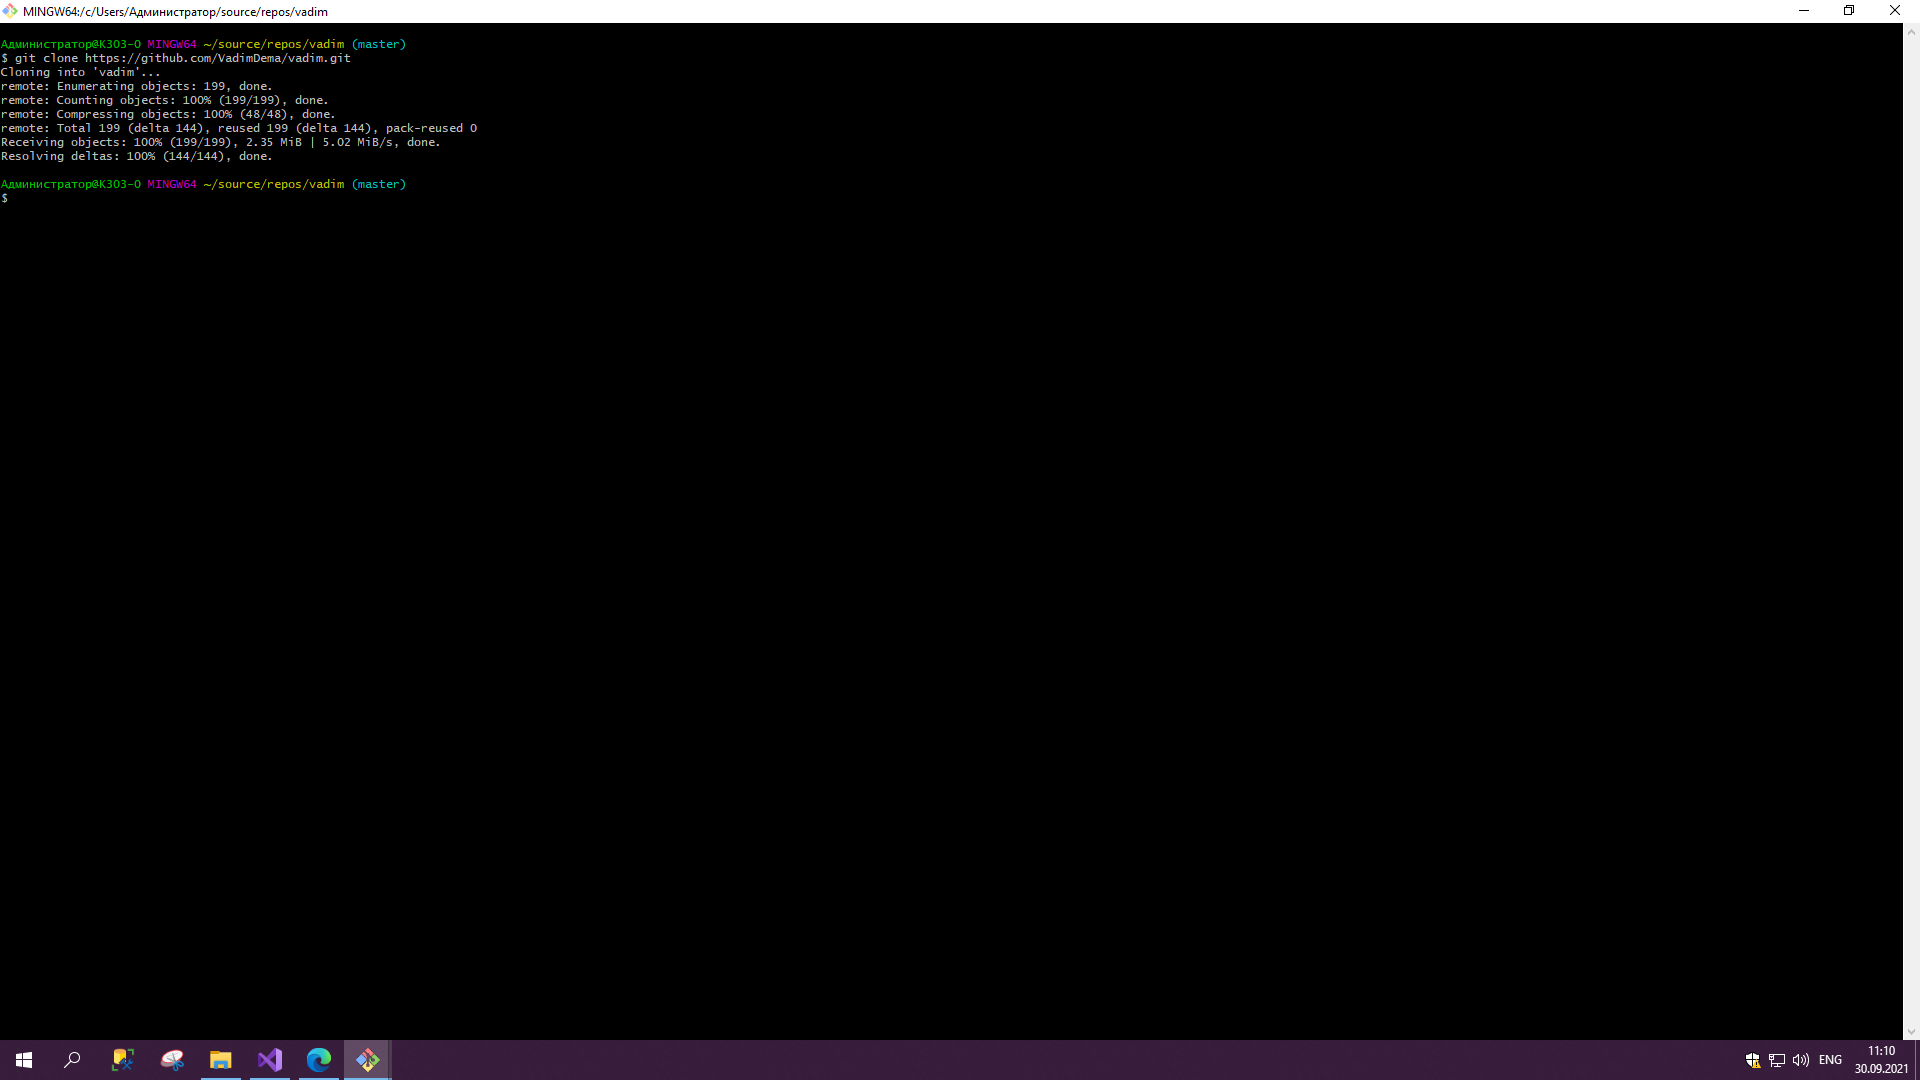 MINGW64:/c/Users/Администратор/source/repos/vadim
Администратор@K303-0 MINGW64 ~/source/repos/vadim (master)
$ git clone https://github.com/VadimDema/vadim.git
Cloning into 'vadim'...
remote: Enumerating objects: 199, done.
remote: Counting objects: 100% (199/199), done.
remote: Compressing objects: 100% (48/48), done.
remote: Total 199 (delta 144), reused 199 (delta 144), pack-reused 0
Receiving objects: 100% (199/199), 2.35 MiB | 5.02 MiB/s, done.
Resolving deltas: 100% (144/144), done.
Администратор@K303-0 MINGW64 ~/source/repos/vadim (master)
$
ENG
11:10
30.09.2021